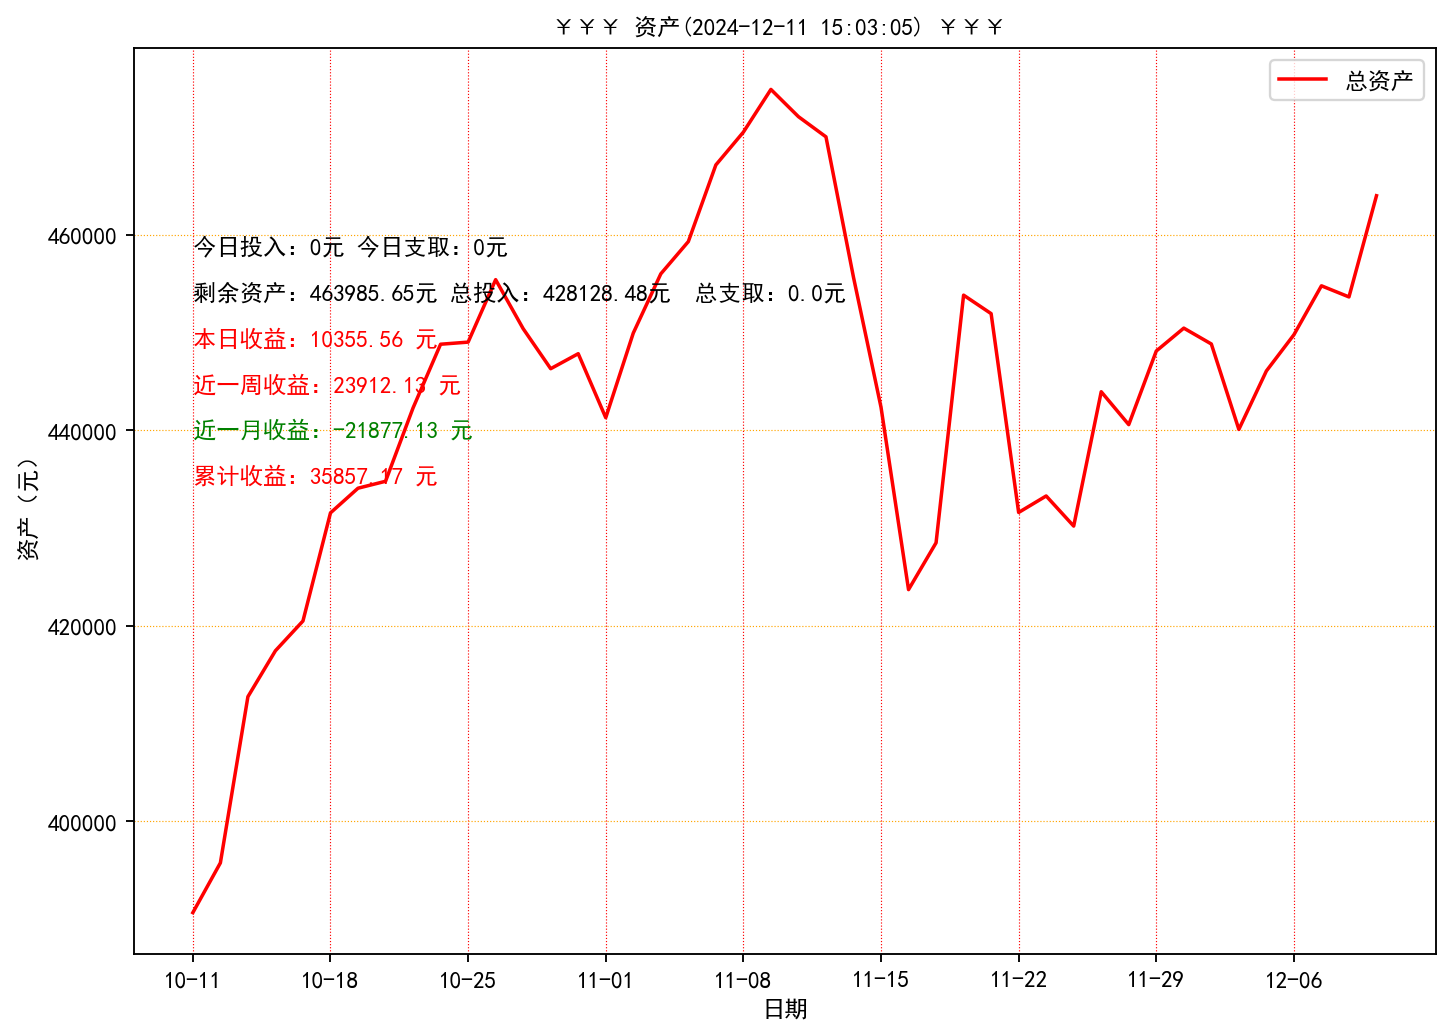 ￥￥￥ 资产(2024-12-11 15:03:05) ￥￥￥
总资产
460000
440000
420000
400000
资产（元）
今日投入：0元 今日支取：0元
剩余资产：463985.65元 总投入：428128.48元  总支取：0.0元
本日收益：10355.56 元
近一周收益：23912.13 元
近一月收益：-21877.13 元
累计收益：35857.17 元
10-11 10-18 10-25 11-01 11-08 11-15 11-22 11-29 12-06
日期